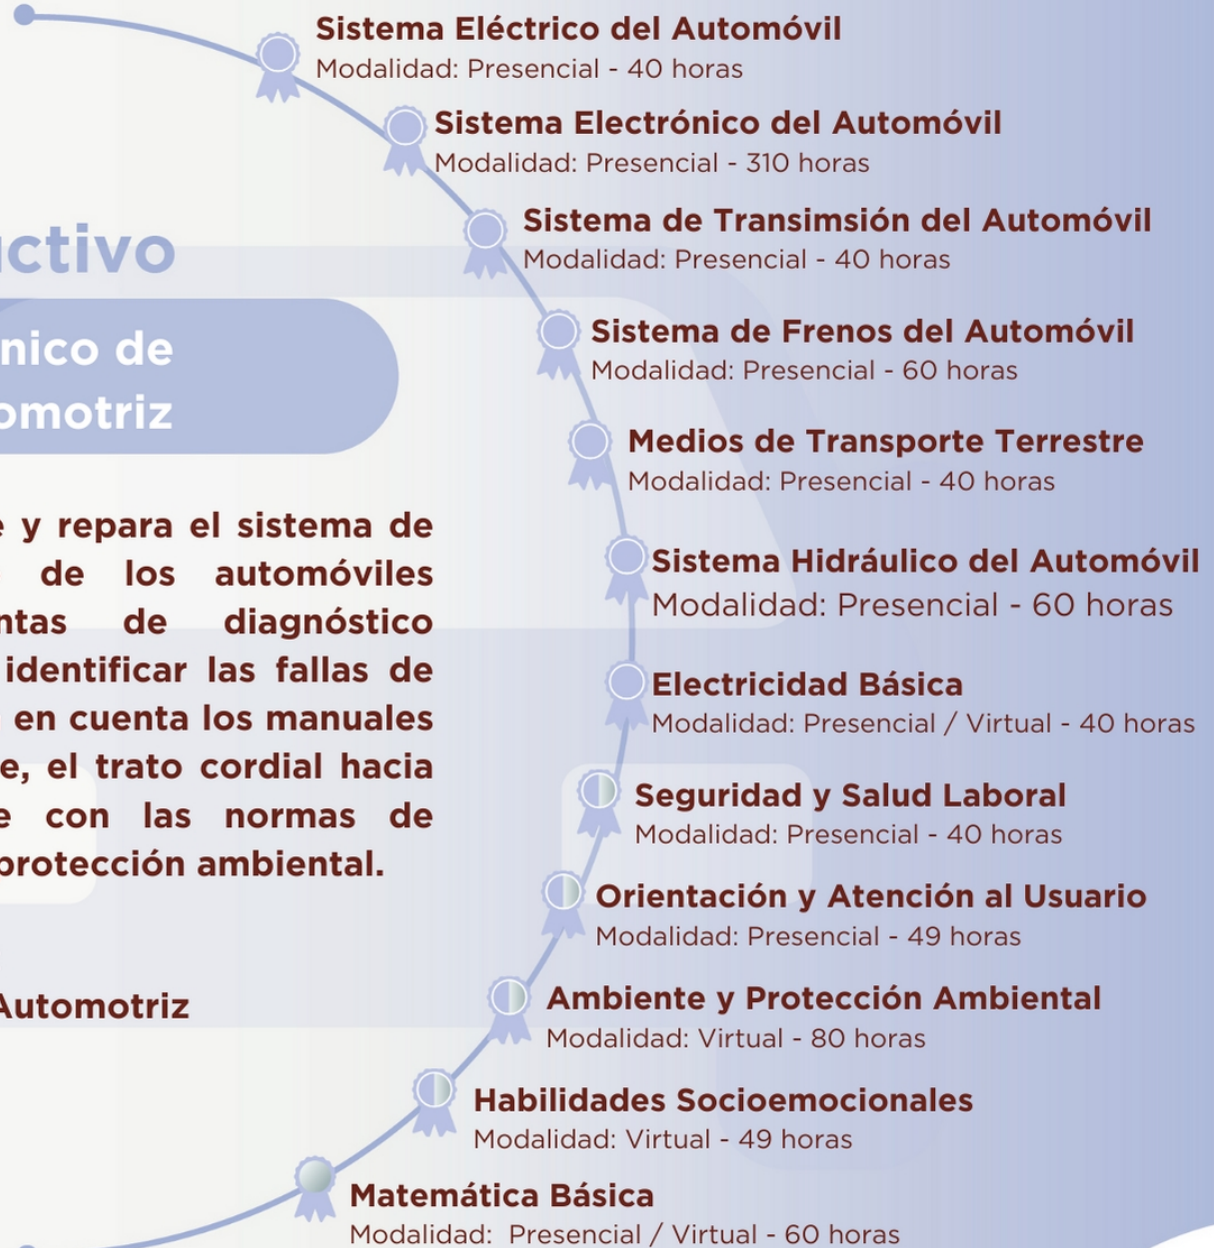 Sistema Eléctrico del Automóvil
Modalidad: Presencial - 40 horas
Sistema Electrónico del Automóvil
Modalidad: Presencial - 310 horas
Sistema de Transimsión del Automóvil
Modalidad: Presencial - 40 horas
Sistema de Frenos del Automóvil
Modalidad: Presencial - 60 horas
Medios de Transporte Terrestre
Modalidad: Presencial - 40 horas
Sistema Hidráulico del Automóvil
Modalidad: Presencial - 60 horas
Electricidad Básica
Modalidad: Presencial / Virtual - 40 horas
Seguridad y Salud Laboral
Modalidad: Presencial - 40 horas
Orientación y Atención al Usuario
Modalidad: Presencial - 49 horas
Ambiente y Protección Ambiental
Modalidad: Virtual - 80 horas
Habilidades Socioemocionales
Modalidad: Virtual - 49 horas
Matemática Básica
Modalidad: Presencial / Virtual - 60 horas
ctivo
nico de
omotriz
e y repara el sistema de
de los automóviles
ntas de diagnóstico
identificar las fallas de
en cuenta los manuales
e, el trato cordial hacia
e con las normas de
protección ambiental.
Automotriz